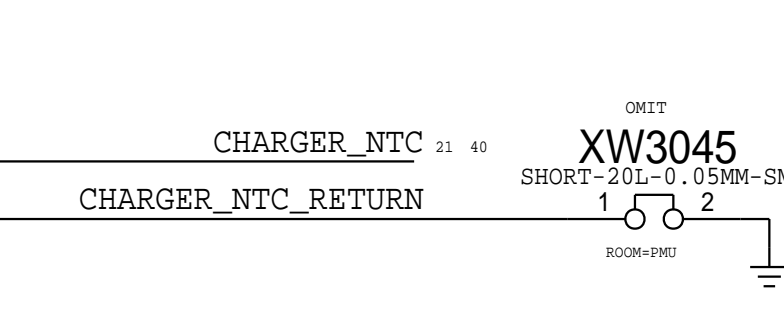 OMIT
CHARGER_NTC 21 40
XW3045
SHORT-20L-0.05MM-SM
CHARGER_NTC_RETURN
1 2
ROOM=PMU